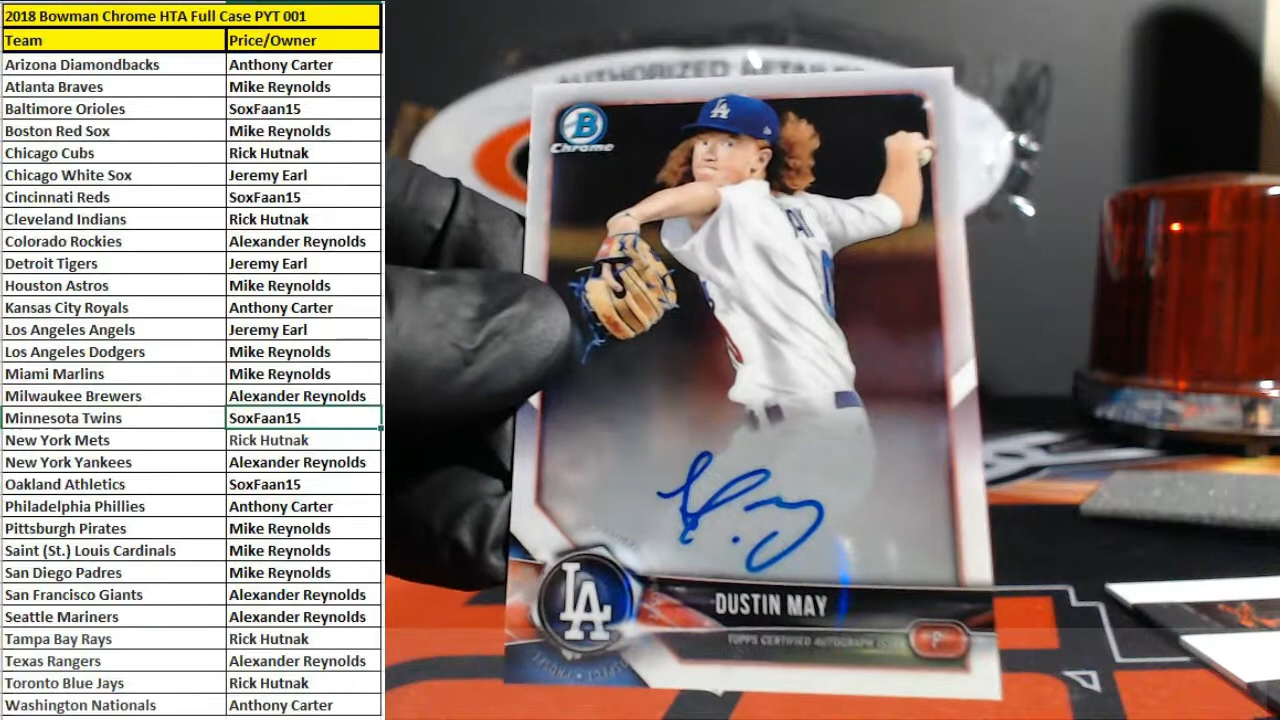 2018 Bowman Chrome HTA Full Case PYT 001
Team Price/Owner
Arizona Diamondbacks Anthony Carter
Atlanta Braves Mike Reynolds
Baltimore Orioles SoxFaan15
Boston Red Sox Mike Reynolds
Chicago Cubs Rick Hutnak
Chicago White Sox Jeremy Earl
Cincinnati Reds SoxFaan15
Cleveland Indians Rick Hutnak
Colorado Rockies Alexander Reynolds
Detroit Tigers Jeremy Earl
Houston Astros Mike Reynolds
Kansas City Royals Anthony Carter
Los Angeles Angels Jeremy Earl
Los Angeles Dodgers Mike Reynolds
Miami Marlins Mike Reynolds
Milwaukee Brewers Alexander Reynolds
Minnesota Twins SoxFaan15
New York Mets Rick Hutnak
New York Yankees Alexander Reynolds
Oakland Athletics SoxFaan15
Philadelphia Phillies Anthony Carter
Pittsburgh Pirates Mike Reynolds
Saint (St.) Louis Cardinals Mike Reynolds
San Diego Padres Mike Reynolds
San Francisco Giants Alexander Reynolds
Seattle Mariners Alexander Reynolds
Tampa Bay Rays Rick Hutnak
Texas Rangers Alexander Reynolds
Toronto Blue Jays Rick Hutnak
Washington Nationals Anthony Carter
AUTHORIZED RETAILER
B
Chrome
LA
LA
DUSTIN MAY
TOPPS CERTIFIED AUTOGRAPH ISSUE
P